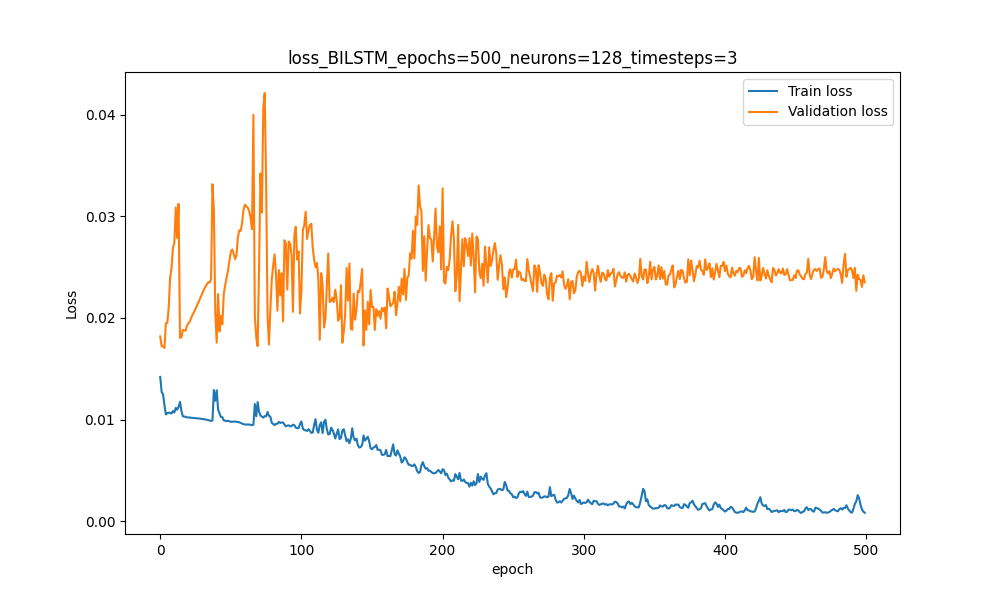 loss_BILSTM_epochs=500_neurons=128_timesteps=3
Train loss
Validation loss
Loss
0.04
0.03
0.02
0.01
0.00
0
100
200
300
400
500
epoch